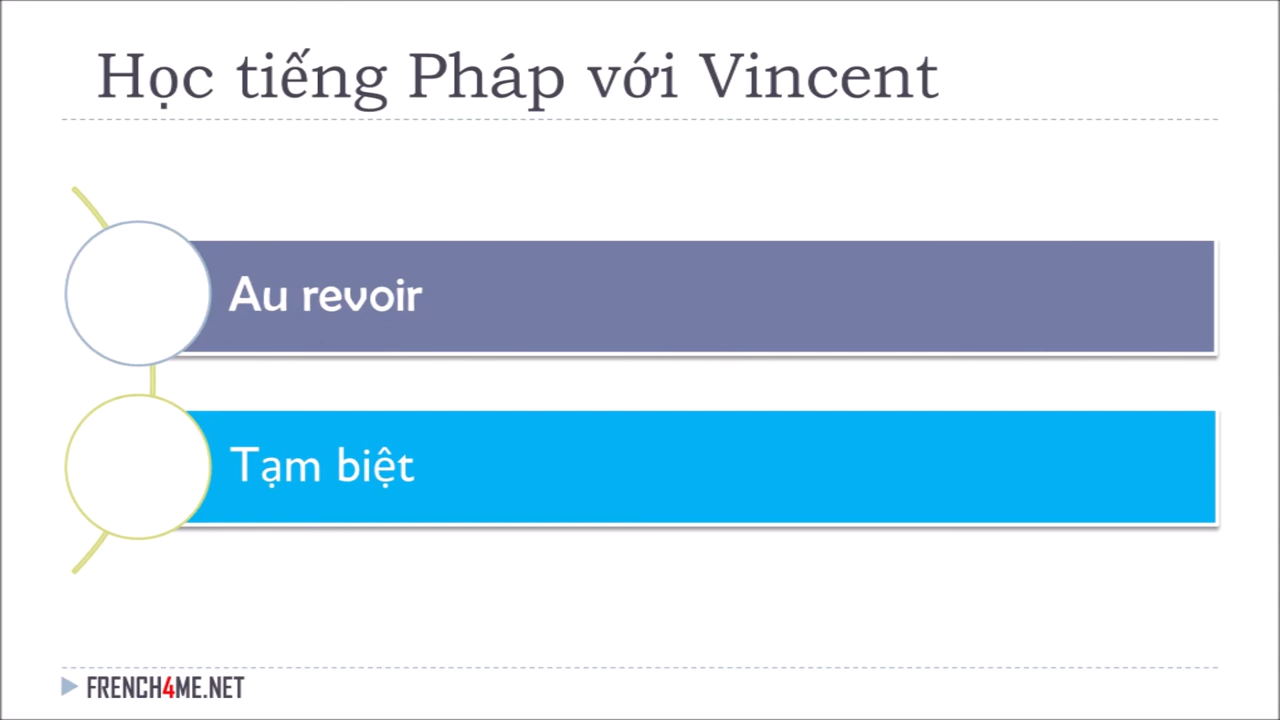 Học tiếng Pháp với Vincent
Au revoir
Tạm biệt
FRENCH4ME.NET